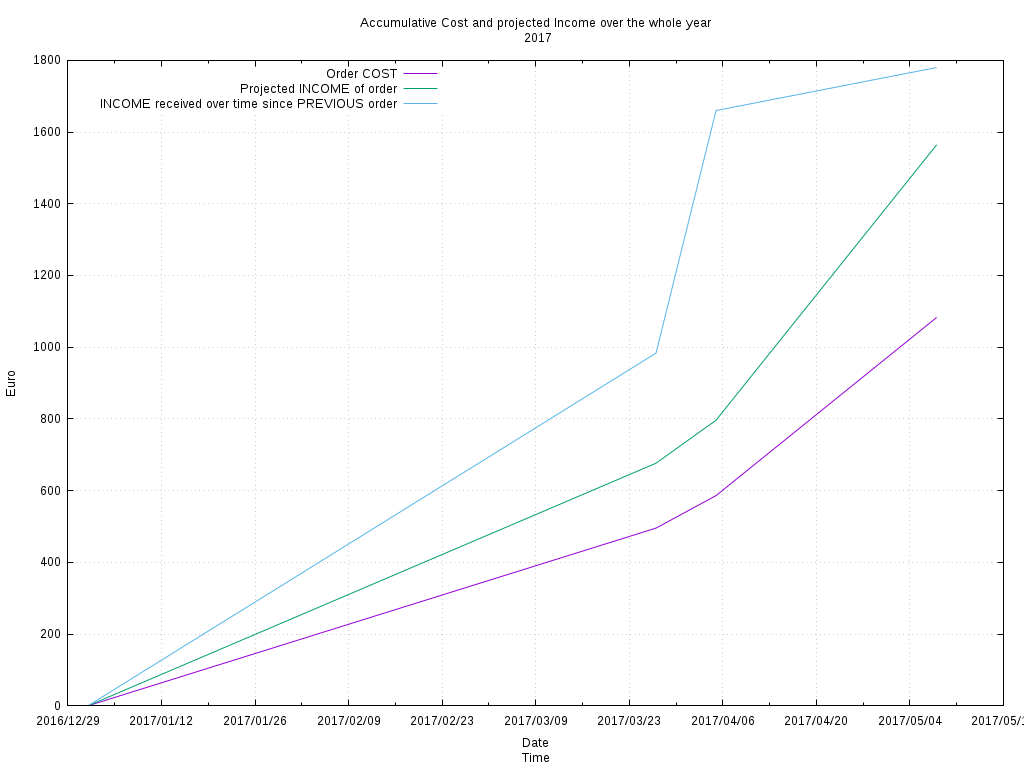 Accumulative Cost and projected Income over the whole year
2017
Order COST
Projected INCOME of order
INCOME received over time since PREVIOUS order
1800
1600
1400
1200
1000
800
600
400
200
0
Euro
2016/12/29 2017/01/12 2017/01/26 2017/02/09 2017/02/23 2017/03/09 2017/03/23 2017/04/06 2017/04/20 2017/05/04 2017/05/1
Date
Time